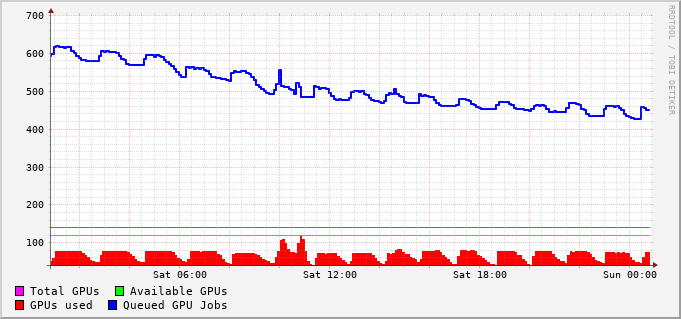 700
600
500
400
300
200
100
Sat 06:00 Sat 12:00 Sat 18:00 Sun 00:00
Total GPUs Available GPUs
GPUs used Queued GPU Jobs
RRDTOOL / TOBI OETIKER